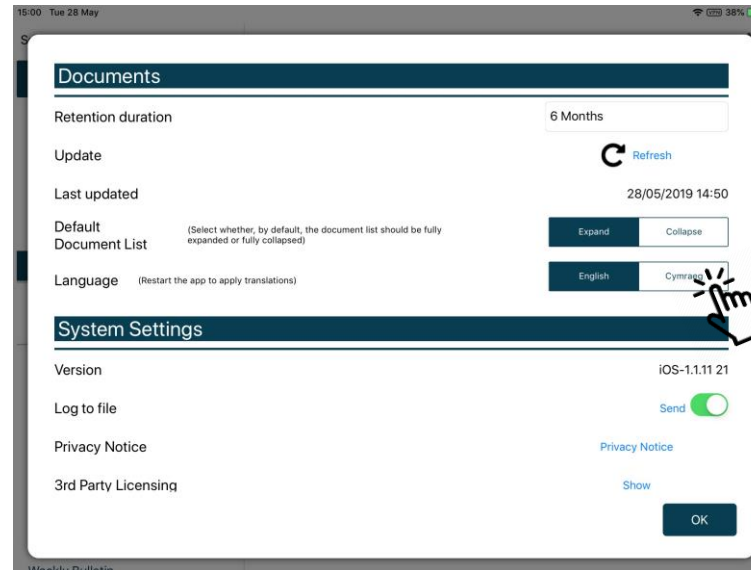 15:00 Tue 28 May
VPN 38%
S
Documents
Retention duration
6 Months
Update
Refresh
Last updated
28/05/2019 14:50
Default
Document List
(Select whether, by default, the document list should be fully
expanded or fully collapsed)
Expand
Collapse
Language
(Restart the app to apply translations)
English
Cymraeg
System Settings
Version
iOS-1.1.11 21
Log to file
Send
Privacy Notice
Privacy Notice
3rd Party Licensing
Show
OK
Weekly Bulletin